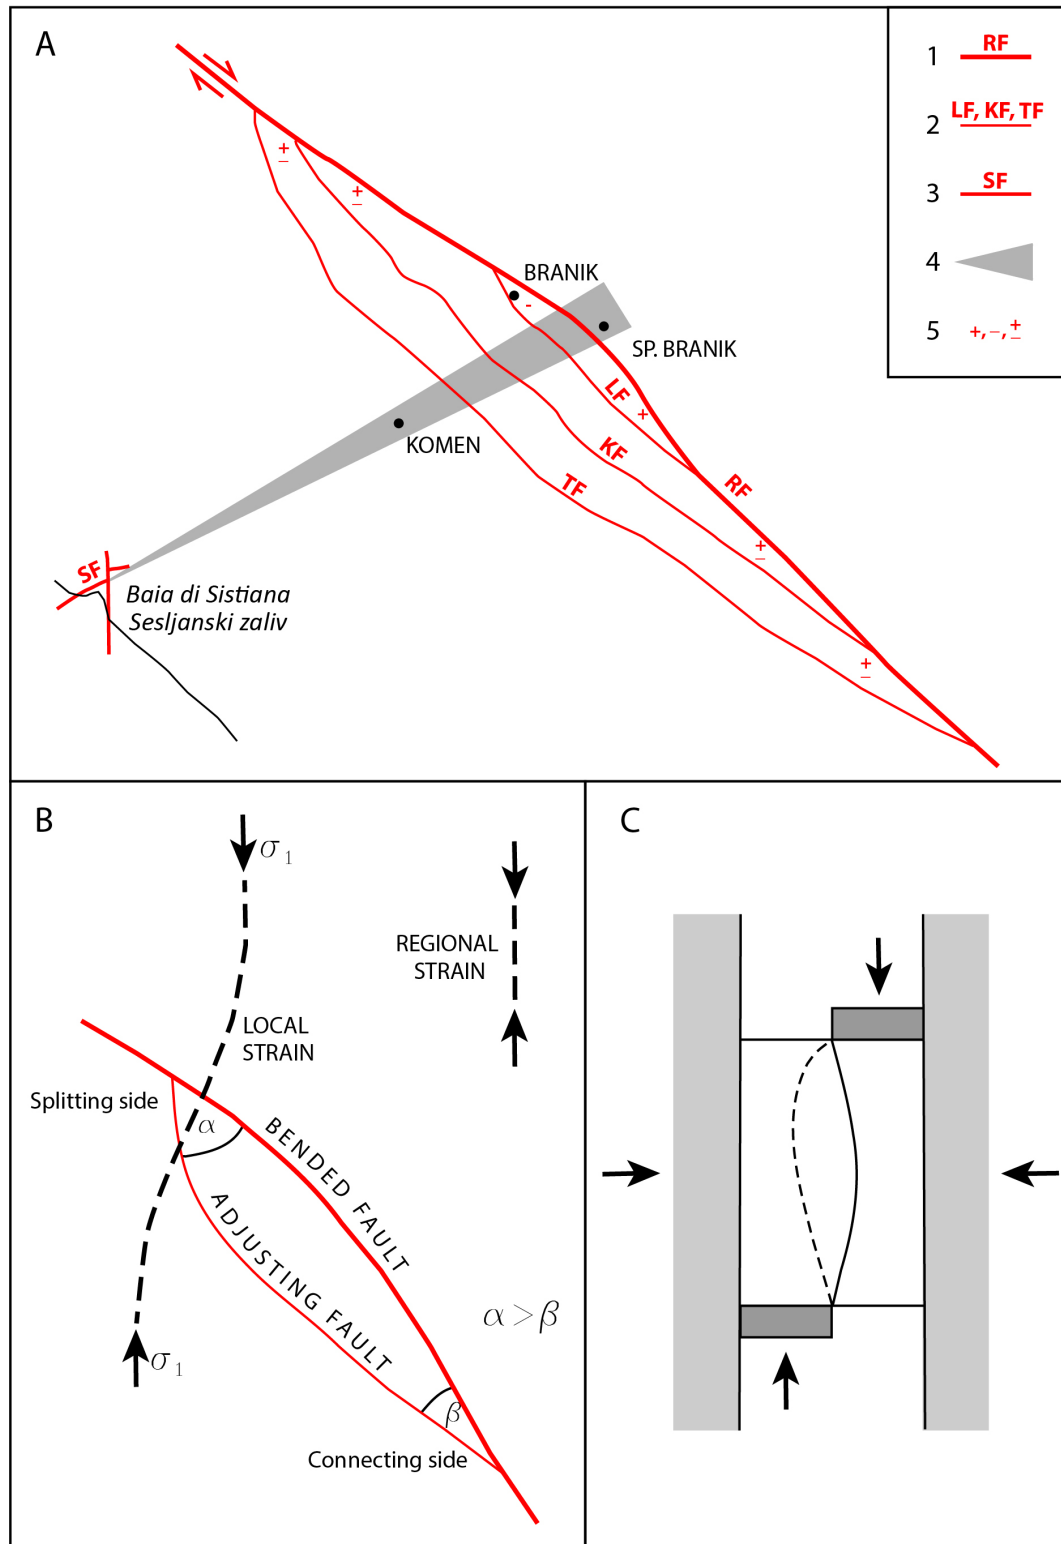 A
1 RF
2 LF, KF, TF
3 SF
4
5 +, −, ±
±
±
BRANIK
-
SP. BRANIK
LF
+
KOMEN
KF
RF
TF
±
SF
Baia di Sistiana
Sesljanski zaliv
±
B
σ1
REGIONAL
STRAIN
LOCAL
STRAIN
Splitting side
α
BENDED FAULT
ADJUSTING FAULT
α > β
σ1
β
Connecting side
C